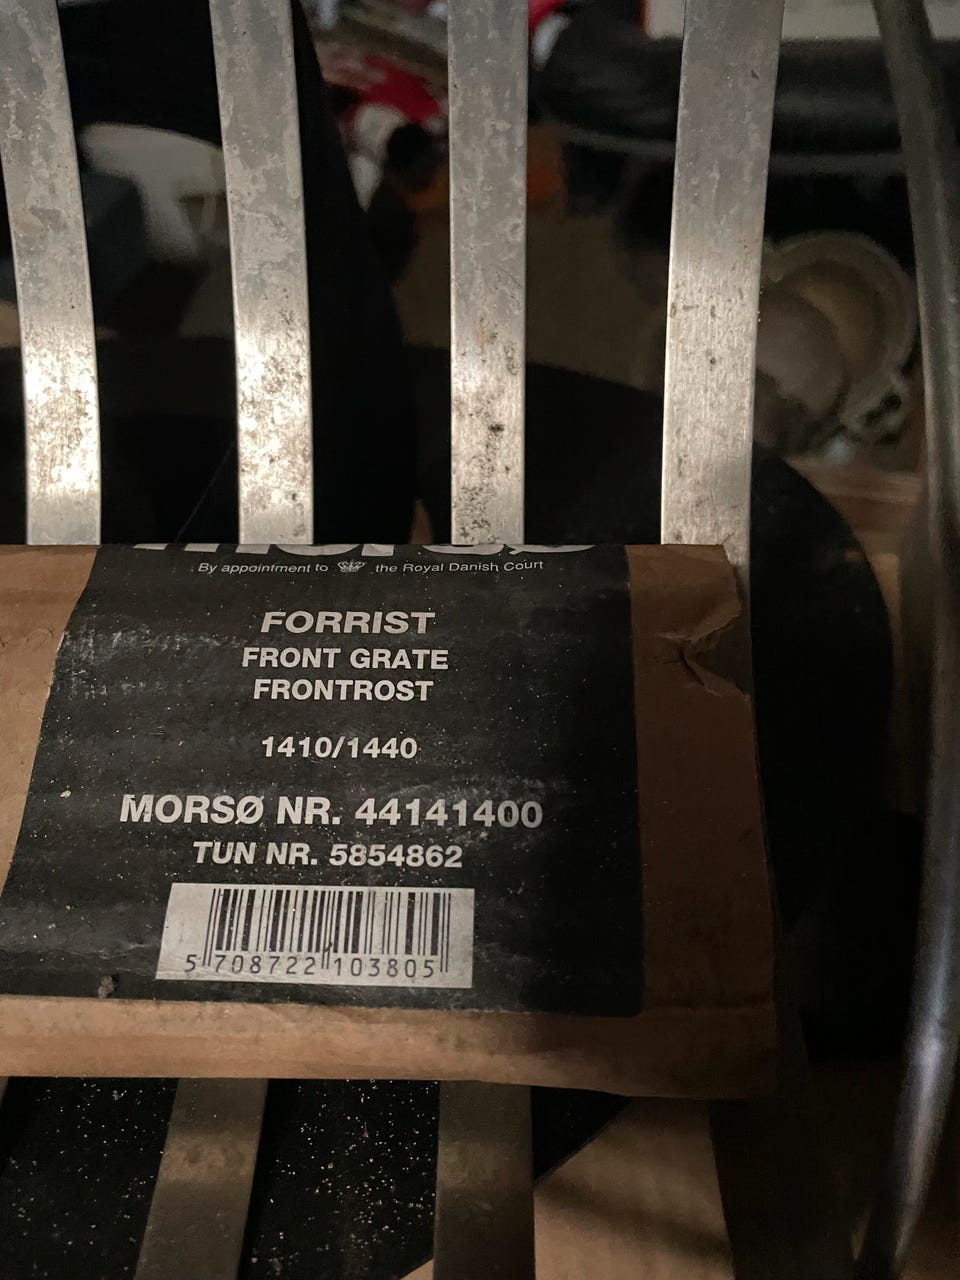 By appointment to the Royal Danish Court
FORRIST
FRONT GRATE
FRONTROST
1410/1440
MORSØ NR. 44141400
TUN NR. 5854862
5 708722 103805